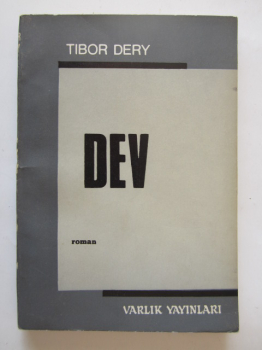 TIBOR DERY
DEV
roman
VARLIK YAYINLARI